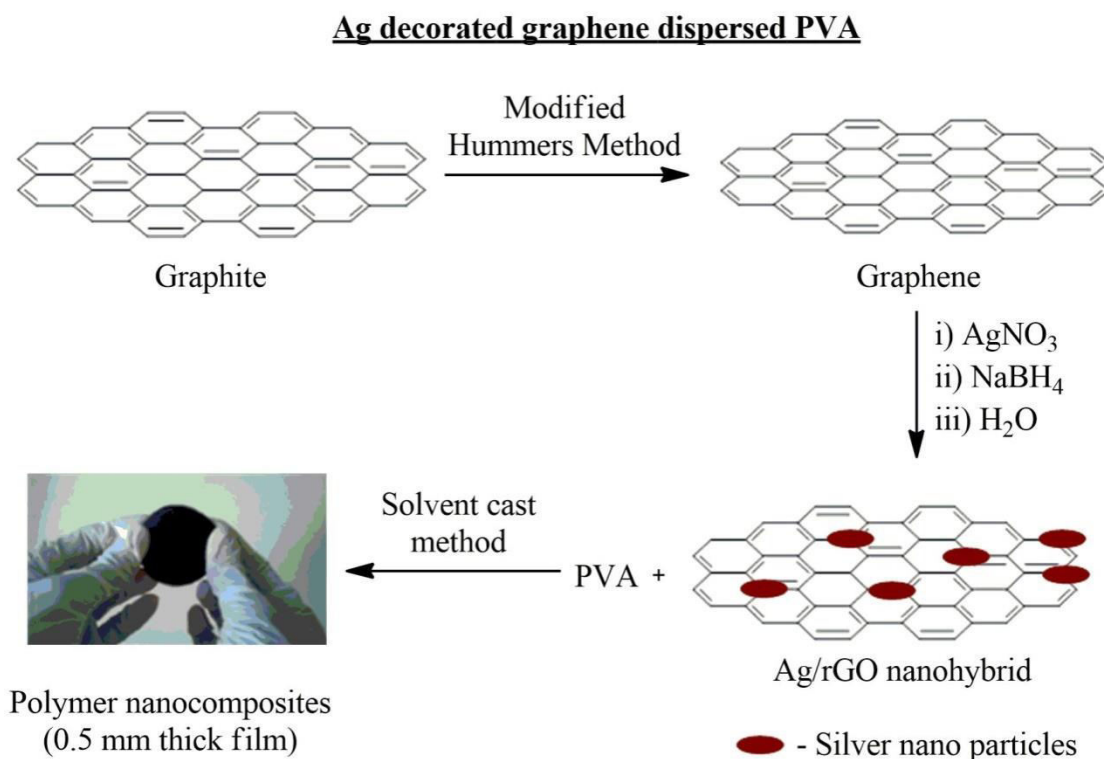 Ag decorated graphene dispersed PVA
Modified
Hummers Method
Graphite
Graphene
i) AgNO₃
ii) NaBH₄
iii) H₂O
Solvent cast
method
PVA +
Ag/rGO nanohybrid
Polymer nanocomposites
(0.5 mm thick film)
- Silver nano particles